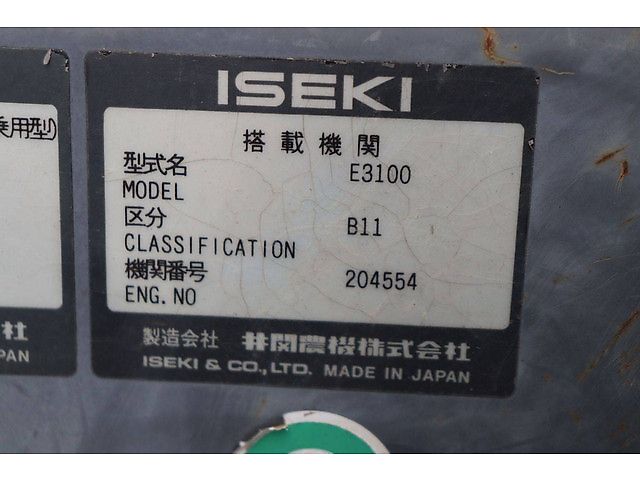 ISEKI
搭載機関
型式名 E3100
MODEL
区分 B11
CLASSIFICATION
機関番号 204554
ENG.NO
製造会社 井関農機株式会社
ISEKI & CO.,LTD. MADE IN JAPAN
乗用型)
社
PAN